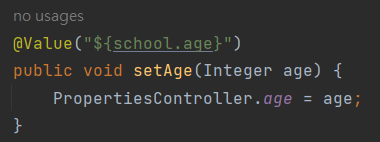 no usages
@Value("${school.age}")
public void setAge(Integer age) {
    PropertiesController.age = age;
}